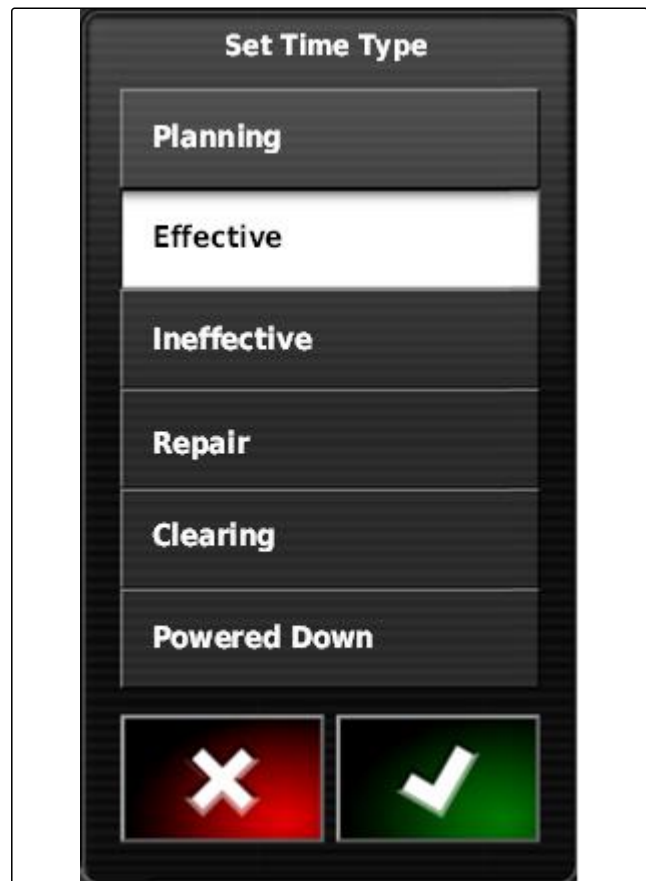 Set Time Type
Planning
Effective
Ineffective
Repair
Clearing
Powered Down